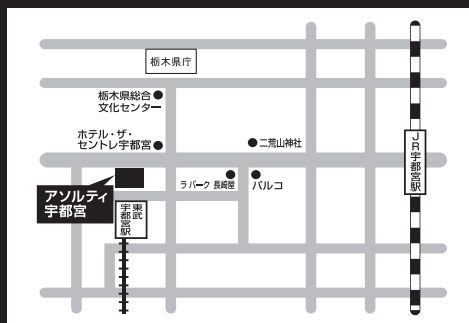 栃木県庁
栃木県総合
文化センター
ホテル・ザ・
セントレ宇都宮
二荒山神社
JR宇都宮駅
ラパーク 長崎屋
パルコ
アソルティ
宇都宮
東武
宇都宮駅